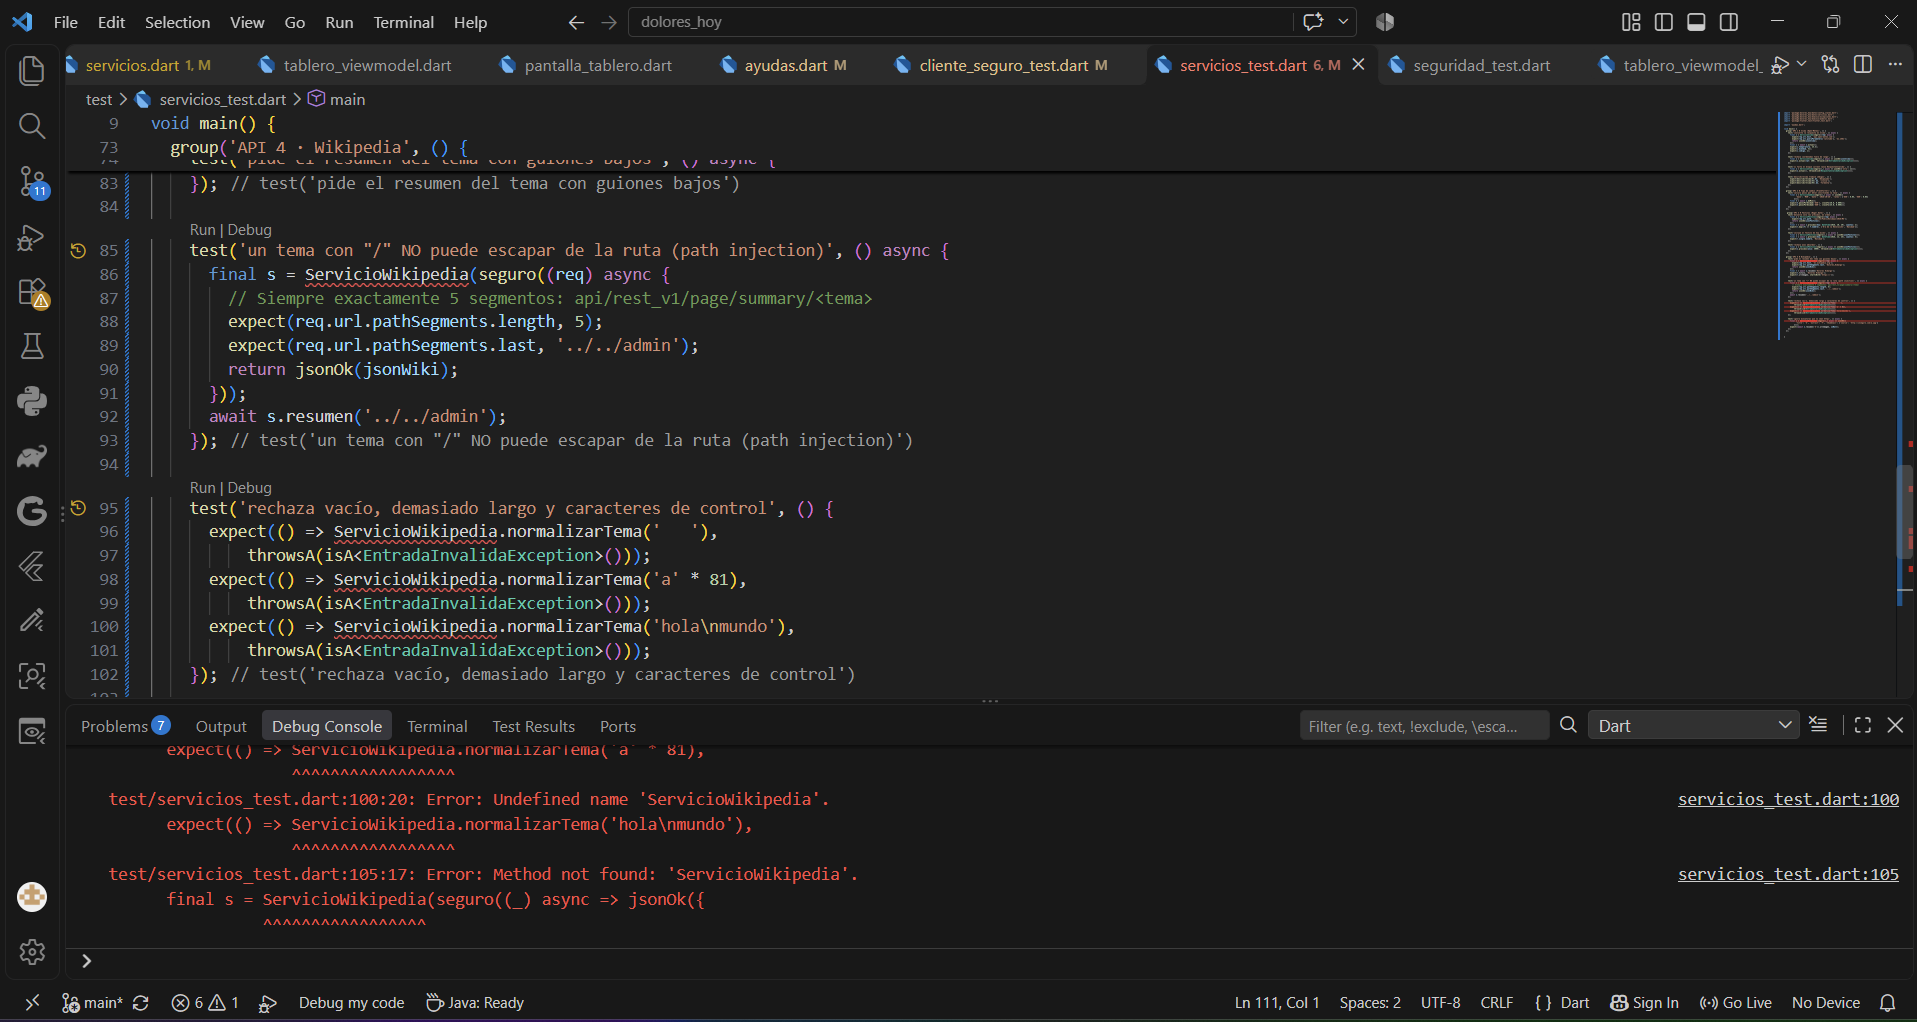 File Edit Selection View Go Run Terminal Help
dolores_hoy
servicios.dart 1, M
tablero_viewmodel.dart
pantalla_tablero.dart
ayudas.dart M
cliente_seguro_test.dart M
servicios_test.dart 6, M
seguridad_test.dart
tablero_viewmodel_
test > servicios_test.dart > main
9 void main() {
73 group('API 4 · Wikipedia', () {
74 test('pide el resumen del tema con guiones bajos', () async {
83 }); // test('pide el resumen del tema con guiones bajos')
84
Run | Debug
85 test('un tema con "/" NO puede escapar de la ruta (path injection)', () async {
86 final s = ServicioWikipedia(seguro((req) async {
87 // Siempre exactamente 5 segmentos: api/rest_v1/page/summary/<tema>
88 expect(req.url.pathSegments.length, 5);
89 expect(req.url.pathSegments.last, '../../admin');
90 return jsonOk(jsonWiki);
91 }));
92 await s.resumen('../../admin');
93 }); // test('un tema con "/" NO puede escapar de la ruta (path injection)')
94
Run | Debug
95 test('rechaza vacío, demasiado largo y caracteres de control', () {
96 expect(() => ServicioWikipedia.normalizarTema('   '),
97 throwsA(isA<EntradaInvalidaException>()));
98 expect(() => ServicioWikipedia.normalizarTema('a' * 81),
99 throwsA(isA<EntradaInvalidaException>()));
100 expect(() => ServicioWikipedia.normalizarTema('hola\nmundo'),
101 throwsA(isA<EntradaInvalidaException>()));
102 }); // test('rechaza vacío, demasiado largo y caracteres de control')
11
Problems 7 Output Debug Console Terminal Test Results Ports
Filter (e.g. text, !exclude, \esca...
Dart
expect(() => ServicioWikipedia.normalizarTema('a' * 81),
^^^^^^^^^^^^^^^^^
test/servicios_test.dart:100:20: Error: Undefined name 'ServicioWikipedia'. servicios_test.dart:100
expect(() => ServicioWikipedia.normalizarTema('hola\nmundo'),
^^^^^^^^^^^^^^^^^
test/servicios_test.dart:105:17: Error: Method not found: 'ServicioWikipedia'. servicios_test.dart:105
final s = ServicioWikipedia(seguro((_) async => jsonOk({
^^^^^^^^^^^^^^^^^
main* 6 1 Debug my code Java: Ready Ln 111, Col 1 Spaces: 2 UTF-8 CRLF { } Dart Sign In Go Live No Device